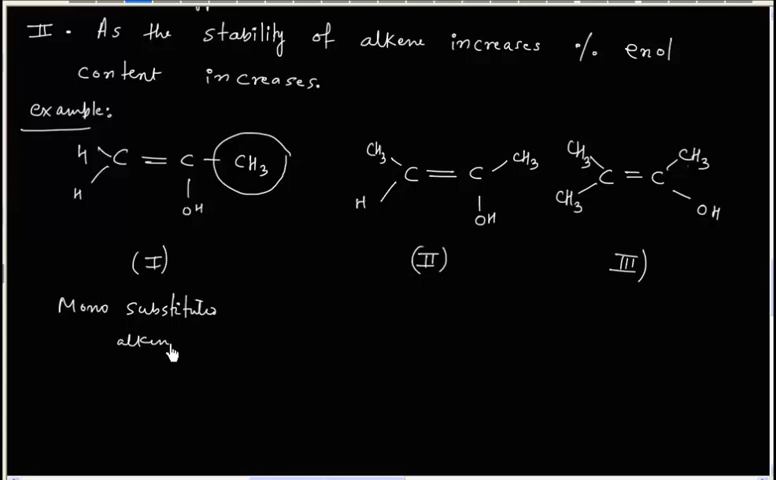 II. As the stability of alkene increases % enol
content increases.
example:
H C = C - CH3
H
OH
CH3 C = C CH3
H
OH
CH3 C = C CH3
CH3
OH
(I) (II) III)
Mono substituted
alken